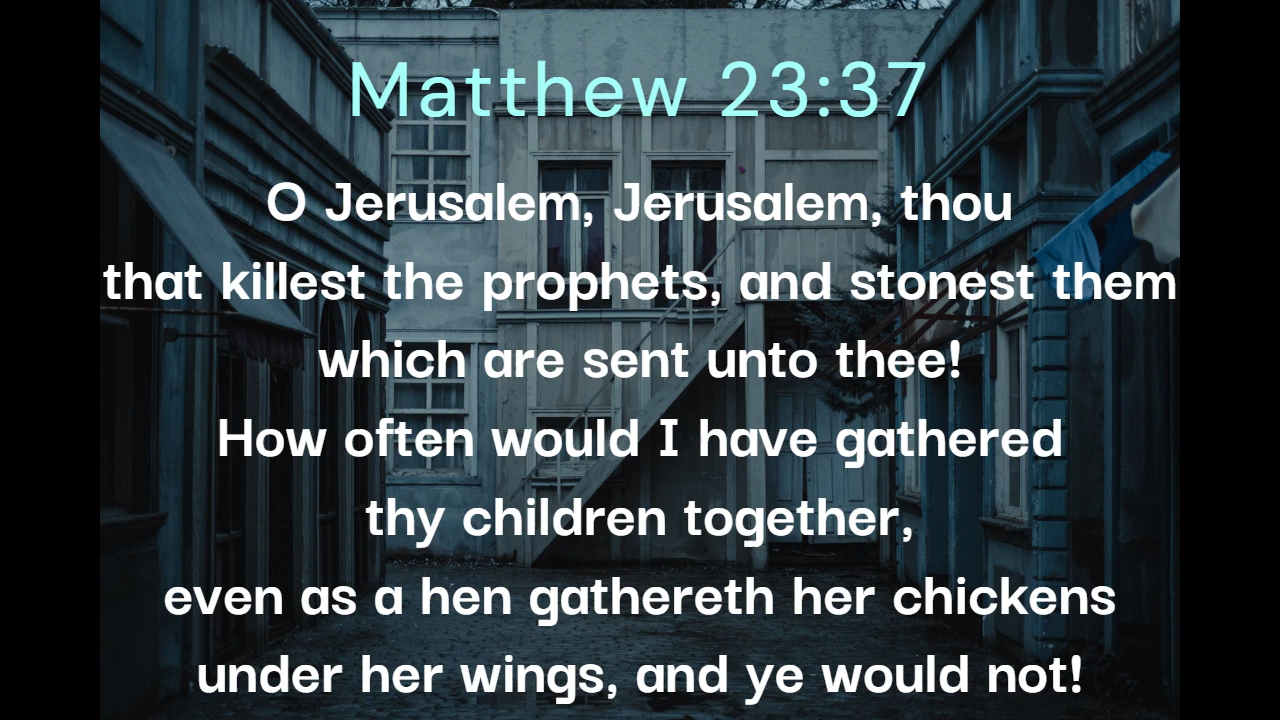 Matthew 23:37
O Jerusalem, Jerusalem, thou
that killest the prophets, and stonest them
which are sent unto thee!
How often would I have gathered
thy children together,
even as a hen gathereth her chickens
under her wings, and ye would not!